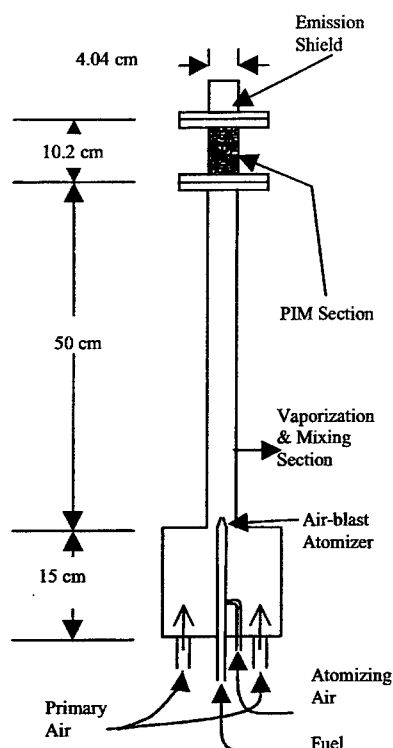 Emission
Shield
4.04 cm
10.2 cm
PIM Section
50 cm
Vaporization
& Mixing
Section
Air-blast
Atomizer
15 cm
Atomizing
Air
Primary
Air
Fuel